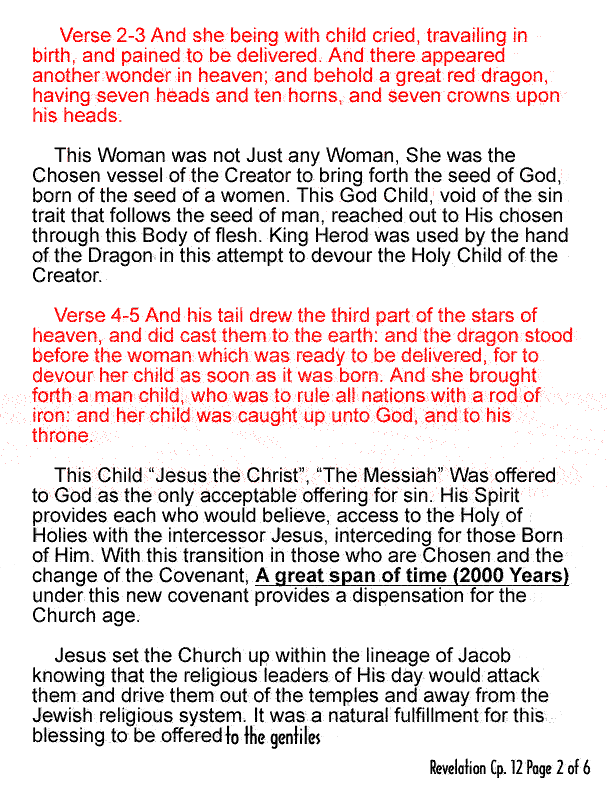 Verse 2-3 And she being with child cried, travailing in
birth, and pained to be delivered. And there appeared
another wonder in heaven; and behold a great red dragon,
having seven heads and ten horns, and seven crowns upon
his heads.
This Woman was not Just any Woman, She was the
Chosen vessel of the Creator to bring forth the seed of God,
born of the seed of a women. This God Child, void of the sin
trait that follows the seed of man, reached out to His chosen
through this Body of flesh. King Herod was used by the hand
of the Dragon in this attempt to devour the Holy Child of the
Creator.
Verse 4-5 And his tail drew the third part of the stars of
heaven, and did cast them to the earth: and the dragon stood
before the woman which was ready to be delivered, for to
devour her child as soon as it was born. And she brought
forth a man child, who was to rule all nations with a rod of
iron: and her child was caught up unto God, and to his
throne.
This Child “Jesus the Christ”, “The Messiah” Was offered
to God as the only acceptable offering for sin. His Spirit
provides each who would believe, access to the Holy of
Holies with the intercessor Jesus, interceding for those Born
of Him. With this transition in those who are Chosen and the
change of the Covenant, A great span of time (2000 Years)
under this new covenant provides a dispensation for the
Church age.
Jesus set the Church up within the lineage of Jacob
knowing that the religious leaders of His day would attack
them and drive them out of the temples and away from the
Jewish religious system. It was a natural fulfillment for this
blessing to be offered to the gentiles
Revelation Cp. 12 Page 2 of 6